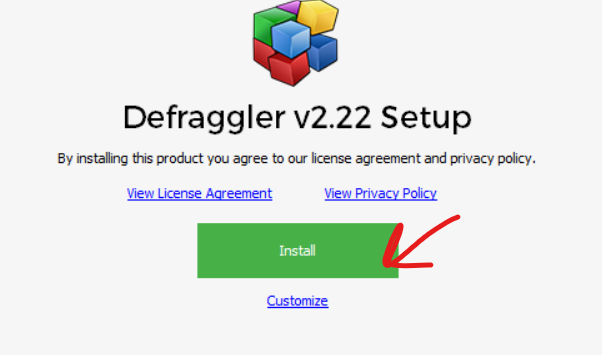 Defraggler v2.22 Setup
By installing this product you agree to our license agreement and privacy policy.
View License Agreement View Privacy Policy
Install
Customize